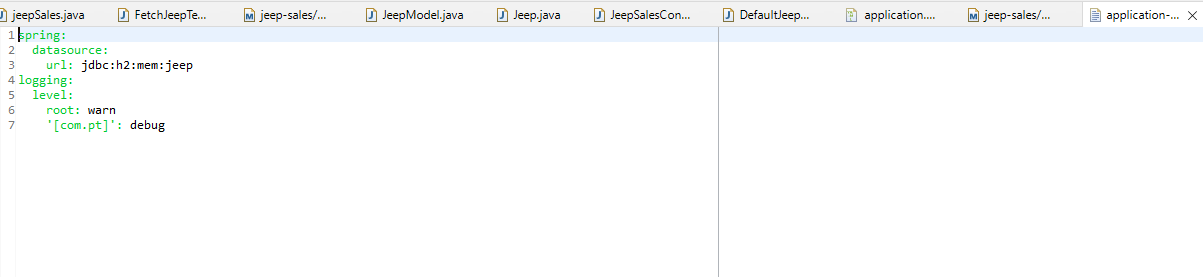 jeepSales.java FetchJeepTe... jeep-sales/... JeepModel.java Jeep.java JeepSalesCon... DefaultJeep... application.... jeep-sales/... application-...
1 spring:
2 datasource:
3 url: jdbc:h2:mem:jeep
4 logging:
5 level:
6 root: warn
7 '[com.pt]': debug